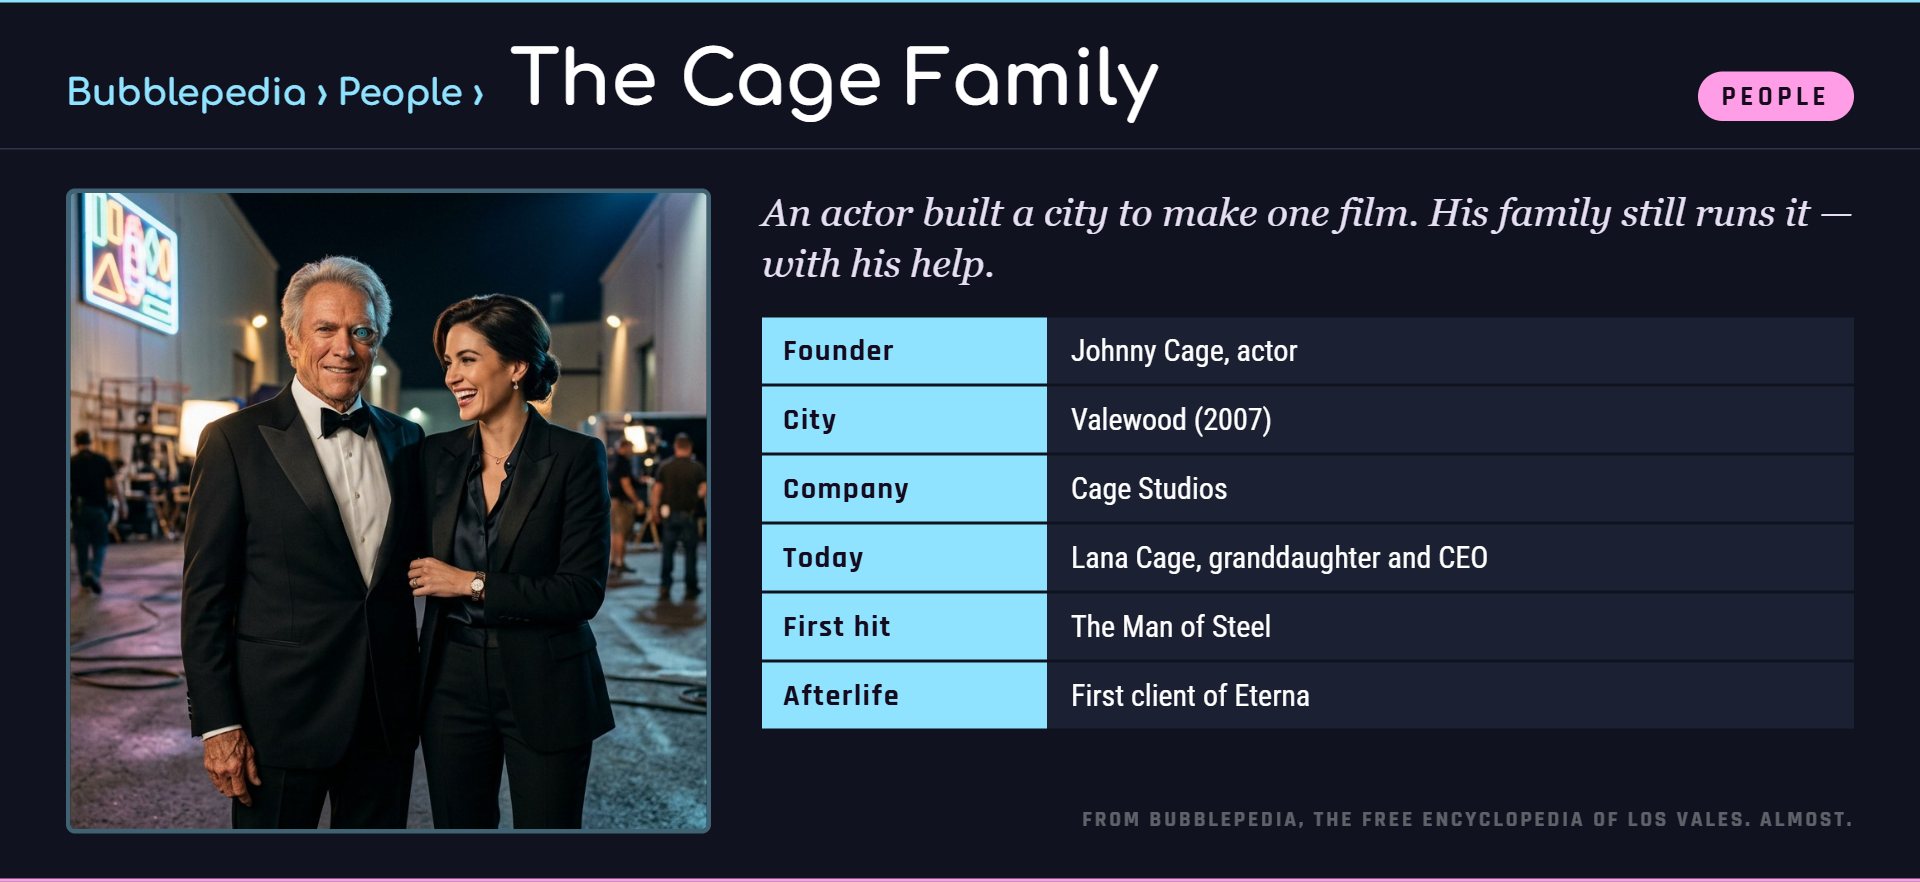 Bubblepedia › People › The Cage Family
PEOPLE
An actor built a city to make one film. His family still runs it —
with his help.
Founder Johnny Cage, actor
City Valewood (2007)
Company Cage Studios
Today Lana Cage, granddaughter and CEO
First hit The Man of Steel
Afterlife First client of Eterna
FROM BUBBLEPEDIA, THE FREE ENCYCLOPEDIA OF LOS VALES. ALMOST.